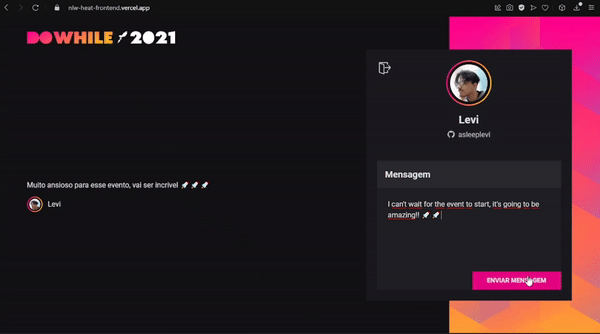 nlw-heat-frontend.vercel.app
DOWHILE 2021
Levi
asleeplevi
Mensagem
I can't wait for the event to start, it's going to be
amazing!!
ENVIAR MENSAGEM
Muito ansioso para esse evento, vai ser incrivel
Levi